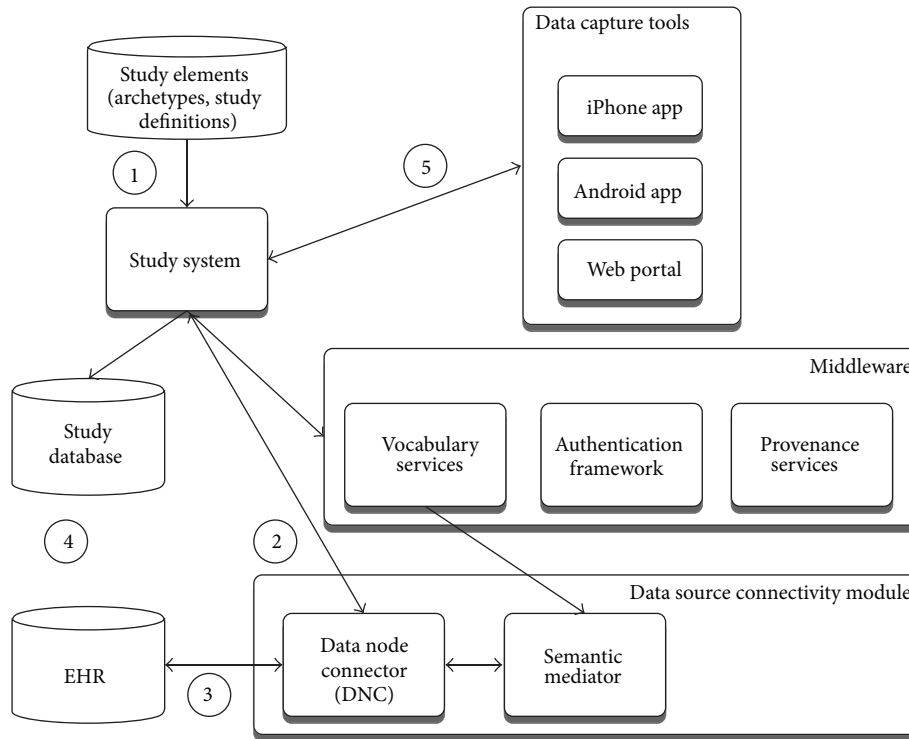 Data capture tools
Study elements
(archetypes, study
definitions)
iPhone app
1
5
Android app
Study system
Web portal
Middleware
Study
database
Vocabulary
services
Authentication
framework
Provenance
services
4
2
Data source connectivity module
EHR
Data node
connector
(DNC)
Semantic
mediator
3